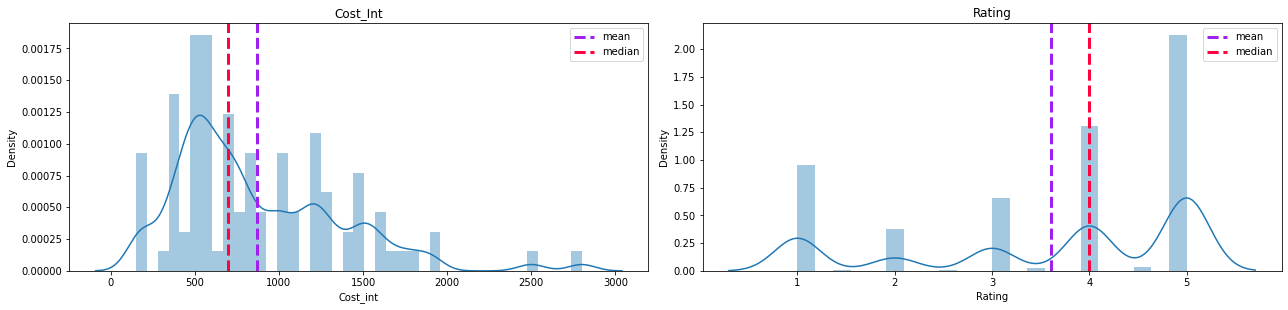 Cost_Int
mean
median
0.00175
0.00150
0.00125
0.00100
0.00075
0.00050
0.00025
0.00000
Density
0
500
1000
1500
2000
2500
3000
Cost_int
Rating
mean
median
2.00
1.75
1.50
1.25
1.00
0.75
0.50
0.25
0.00
Density
1
2
3
4
5
Rating